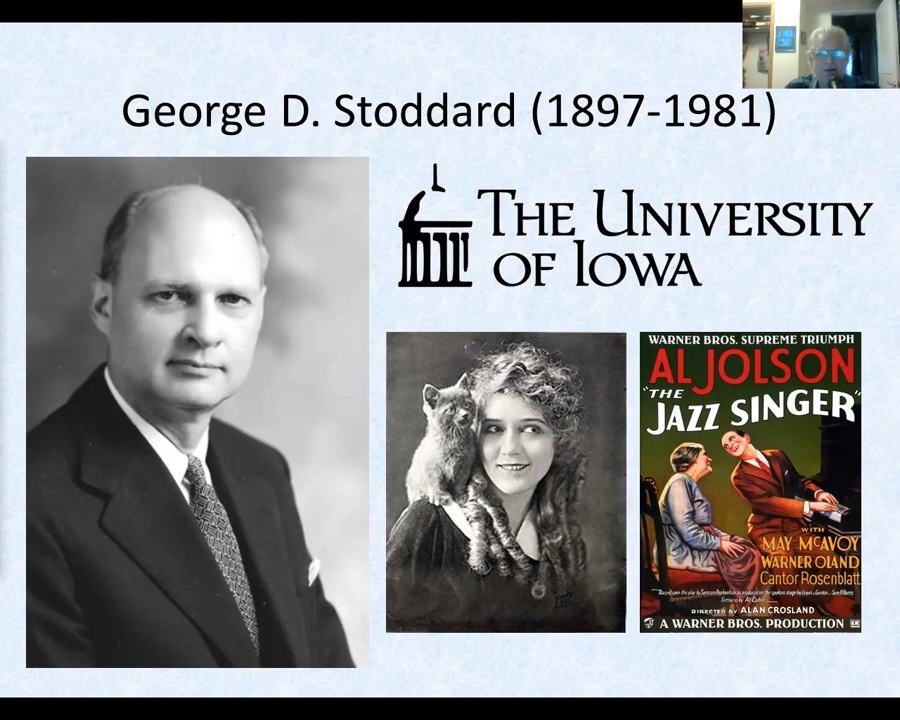 George D. Stoddard (1897-1981)
THE UNIVERSITY
OF IOWA
WARNER BROS. SUPREME TRIUMPH
AL JOLSON
"THE
JAZZ SINGER"
WITH
MAY McAVOY
WARNER OLAND
Cantor Rosenblatt
DIRECTED BY ALAN CROSLAND
A WARNER BROS. PRODUCTION